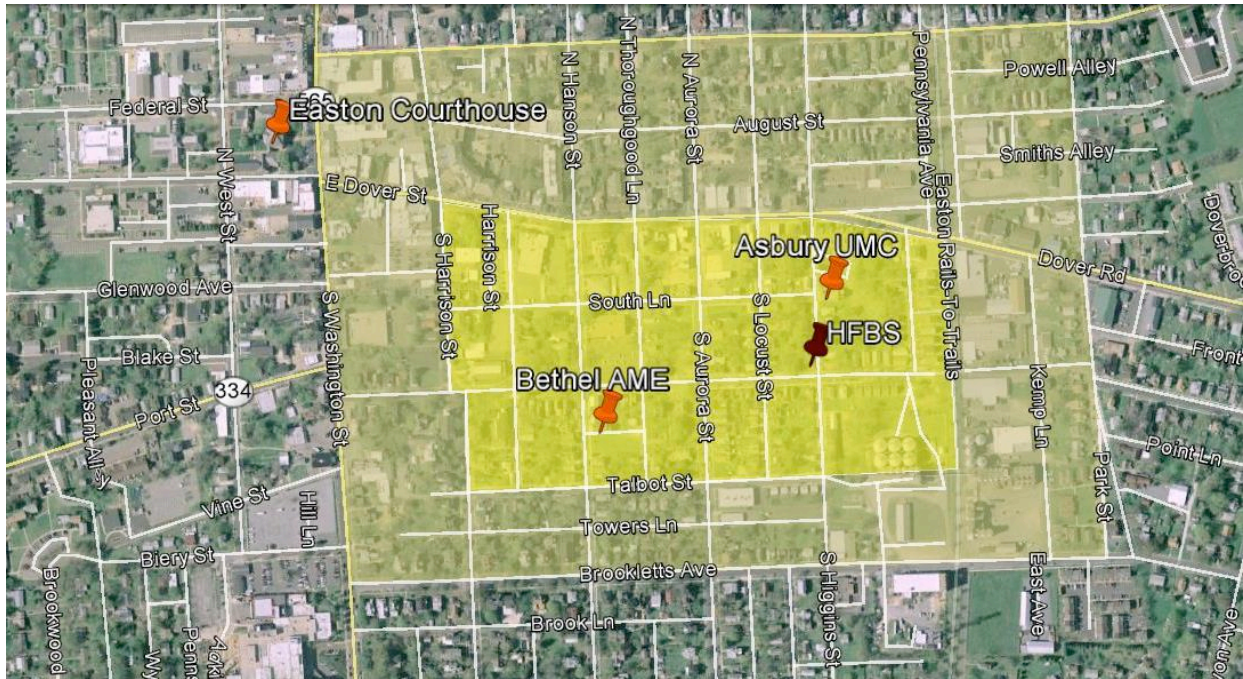 N Thoroughgood Ln
Pennsylvania Ave
N Hanson St
N Aurora St
Powell Alley
Federal St
Easton Courthouse
August St
Smiths Alley
N West St
E Dover St
Easton Rails-To-Trails
Doverbroo
Harrison St
S Harrison St
Asbury UMC
Dover Rd
Glenwood Ave
South Ln
S Washington St
S Locust St
HFBS
S Aurora St
Front
Blake St
Pleasant Alley
334
Port St
Bethel AME
Kemp Ln
Park St
Point Ln
Talbot St
Vine St
Hill Ln
Towers Ln
Biery St
Brookletts Ave
S Higgins St
East Ave
Brookwood
Brook Ln
Wy
Penns